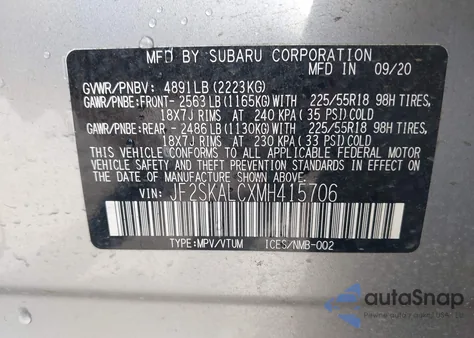 MFD BY SUBARU CORPORATION
MFD IN 09/20
GVWR/PNBV: 4891LB (2223KG)
GAWR/PNBE:FRONT- 2563LB(1165KG)WITH 225/55R18 98H TIRES,
18X7J RIMS AT 240 KPA( 35 PSI)COLD
GAWR/PNBE:REAR - 2486LB(1130KG)WITH 225/55R18 98H TIRES,
18X7J RIMS AT 230 KPA( 33 PSI)COLD
THIS VEHICLE CONFORMS TO ALL APPLICABLE FEDERAL MOTOR
VEHICLE SAFETY AND THEFT PREVENTION STANDARDS IN EFFECT ON THE
DATE OF MANUFACTURE SHOWN ABOVE.
VIN: JF2SKALCXMH415706
TYPE:MPV/VTUM ICES/NMB-002
autoSnap